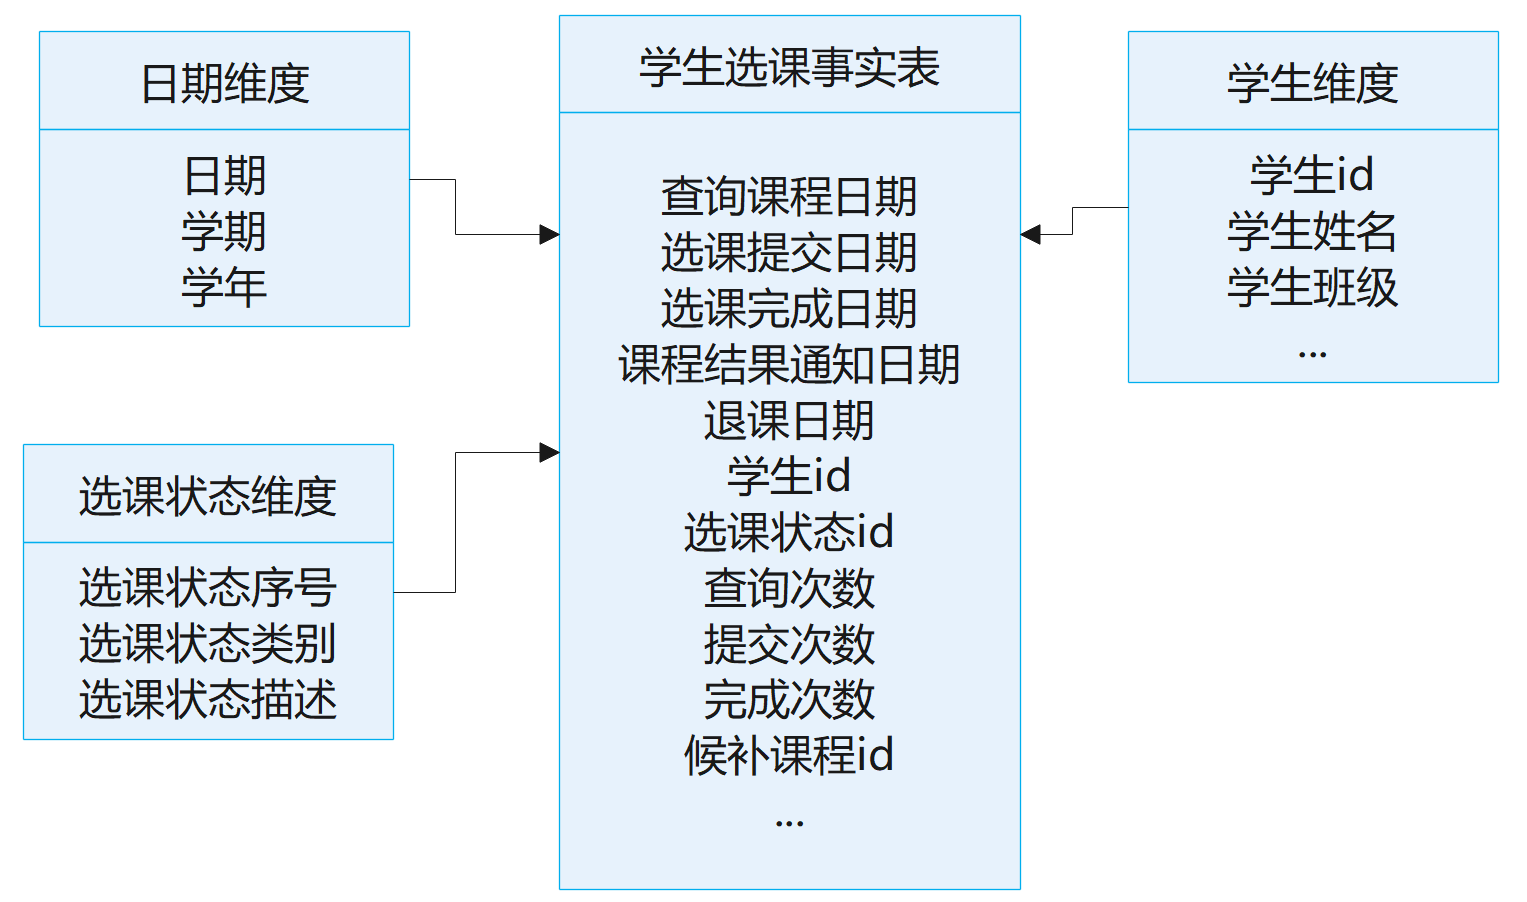 日期维度
日期
学期
学年
选课状态维度
选课状态序号
选课状态类别
选课状态描述
学生选课事实表
查询课程日期
选课提交日期
选课完成日期
课程结果通知日期
退课日期
学生id
选课状态id
查询次数
提交次数
完成次数
候补课程id
...
学生维度
学生id
学生姓名
学生班级
...